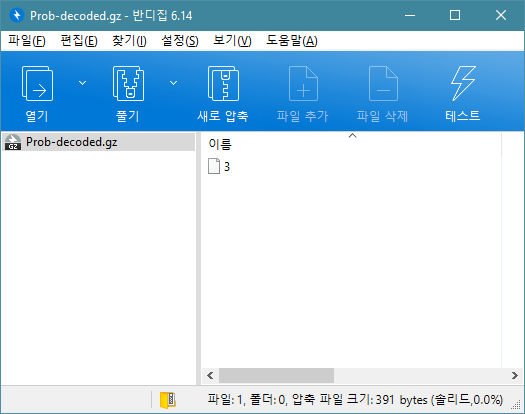 Prob-decoded.gz - 반디집 6.14
파일(F) 편집(E) 찾기(I) 설정(S) 보기(V) 도움말(A)
열기 풀기 새로 압축 파일 추가 파일 삭제 테스트
GZ Prob-decoded.gz
이름
3
파일: 1, 폴더: 0, 압축 파일 크기: 391 bytes (솔리드,0.0%)